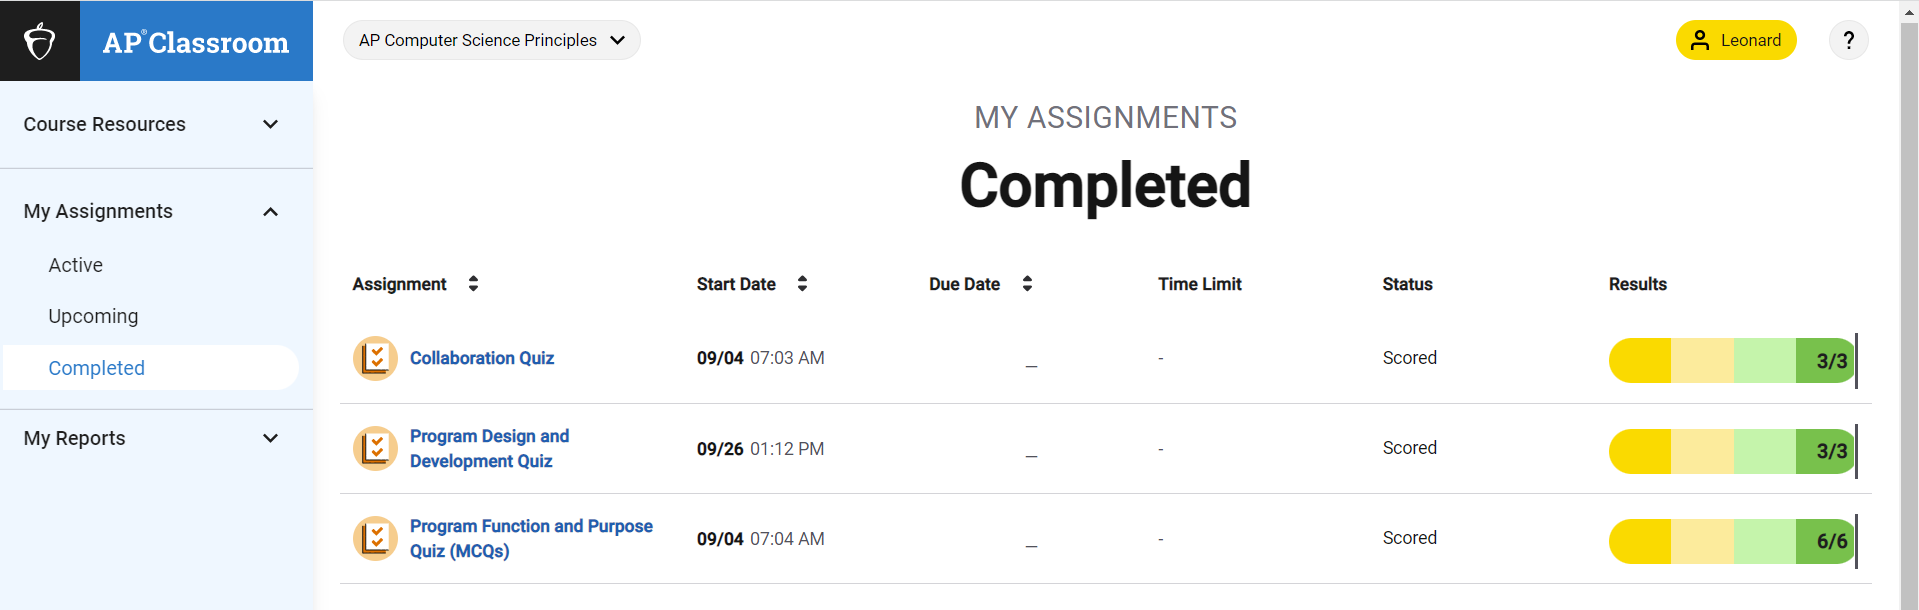 AP® Classroom
AP Computer Science Principles
Leonard
?
Course Resources
My Assignments
Active
Upcoming
Completed
My Reports
MY ASSIGNMENTS
Completed
Assignment Start Date Due Date Time Limit Status Results
Collaboration Quiz 09/04 07:03 AM _ - Scored 3/3
Program Design and
Development Quiz 09/26 01:12 PM _ - Scored 3/3
Program Function and Purpose
Quiz (MCQs) 09/04 07:04 AM _ - Scored 6/6